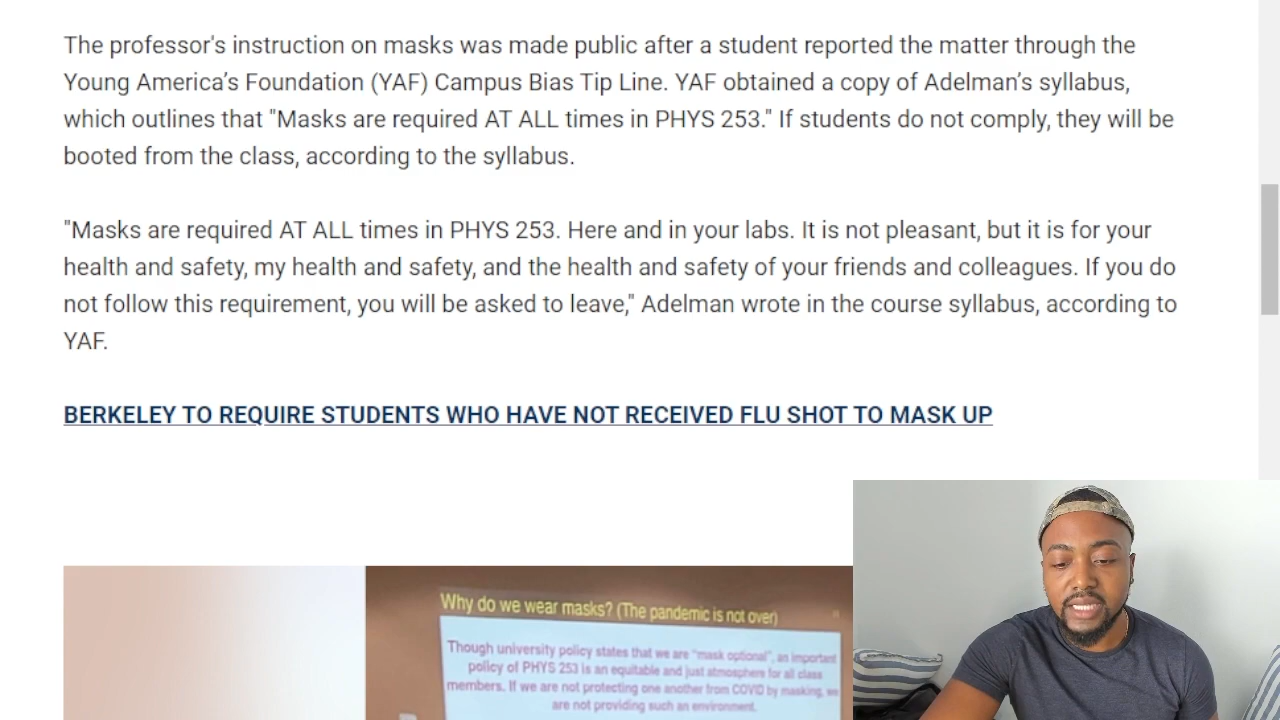 The professor's instruction on masks was made public after a student reported the matter through the
Young America’s Foundation (YAF) Campus Bias Tip Line. YAF obtained a copy of Adelman’s syllabus,
which outlines that "Masks are required AT ALL times in PHYS 253." If students do not comply, they will be
booted from the class, according to the syllabus.
"Masks are required AT ALL times in PHYS 253. Here and in your labs. It is not pleasant, but it is for your
health and safety, my health and safety, and the health and safety of your friends and colleagues. If you do
not follow this requirement, you will be asked to leave," Adelman wrote in the course syllabus, according to
YAF.
BERKELEY TO REQUIRE STUDENTS WHO HAVE NOT RECEIVED FLU SHOT TO MASK UP
Why do we wear masks? (The pandemic is not over)
Though university policy states that we are "mask optional", an important
policy of PHYS 253 is an equitable and just atmosphere for all class
members. If we are not protecting one another from COVID by masking, we
are not providing such an environment.